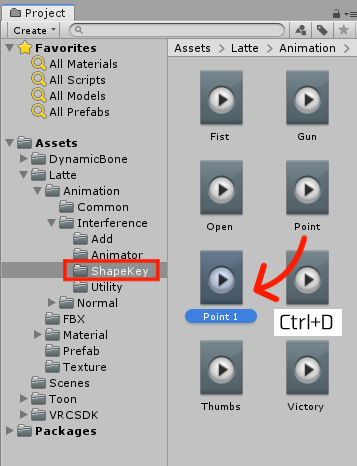 Project
Create
Favorites
All Materials
All Scripts
All Models
All Prefabs
Assets
DynamicBone
Latte
Animation
Common
Interference
Add
Animator
ShapeKey
Utility
Normal
FBX
Material
Prefab
Texture
Scenes
Toon
VRCSDK
Packages
Assets Latte Animation
Fist Gun
Open Point
Point 1
Ctrl+D
Thumbs Victory